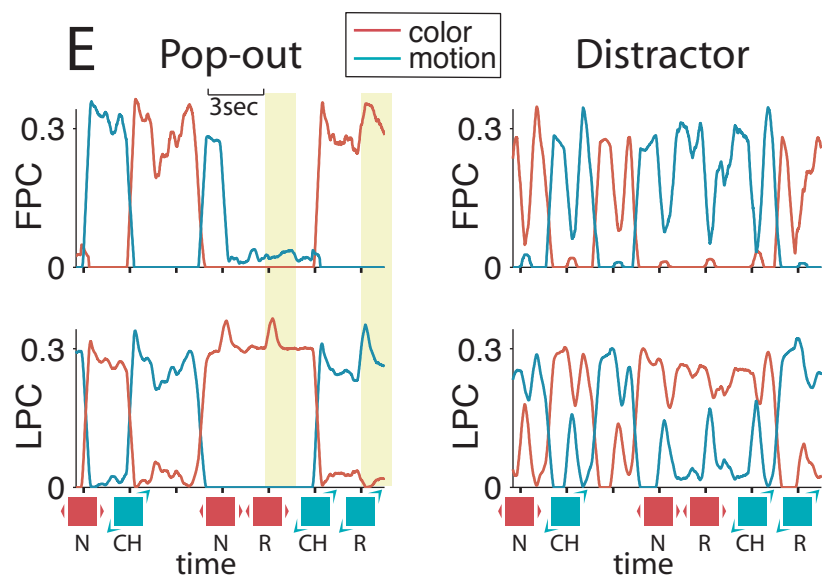 E
Pop-out
color
motion
Distractor
3sec
0.3
FPC
0
0.3
FPC
0
0.3
LPC
0
0.3
LPC
0
N CH N R CH R
time
N CH N R CH R
time